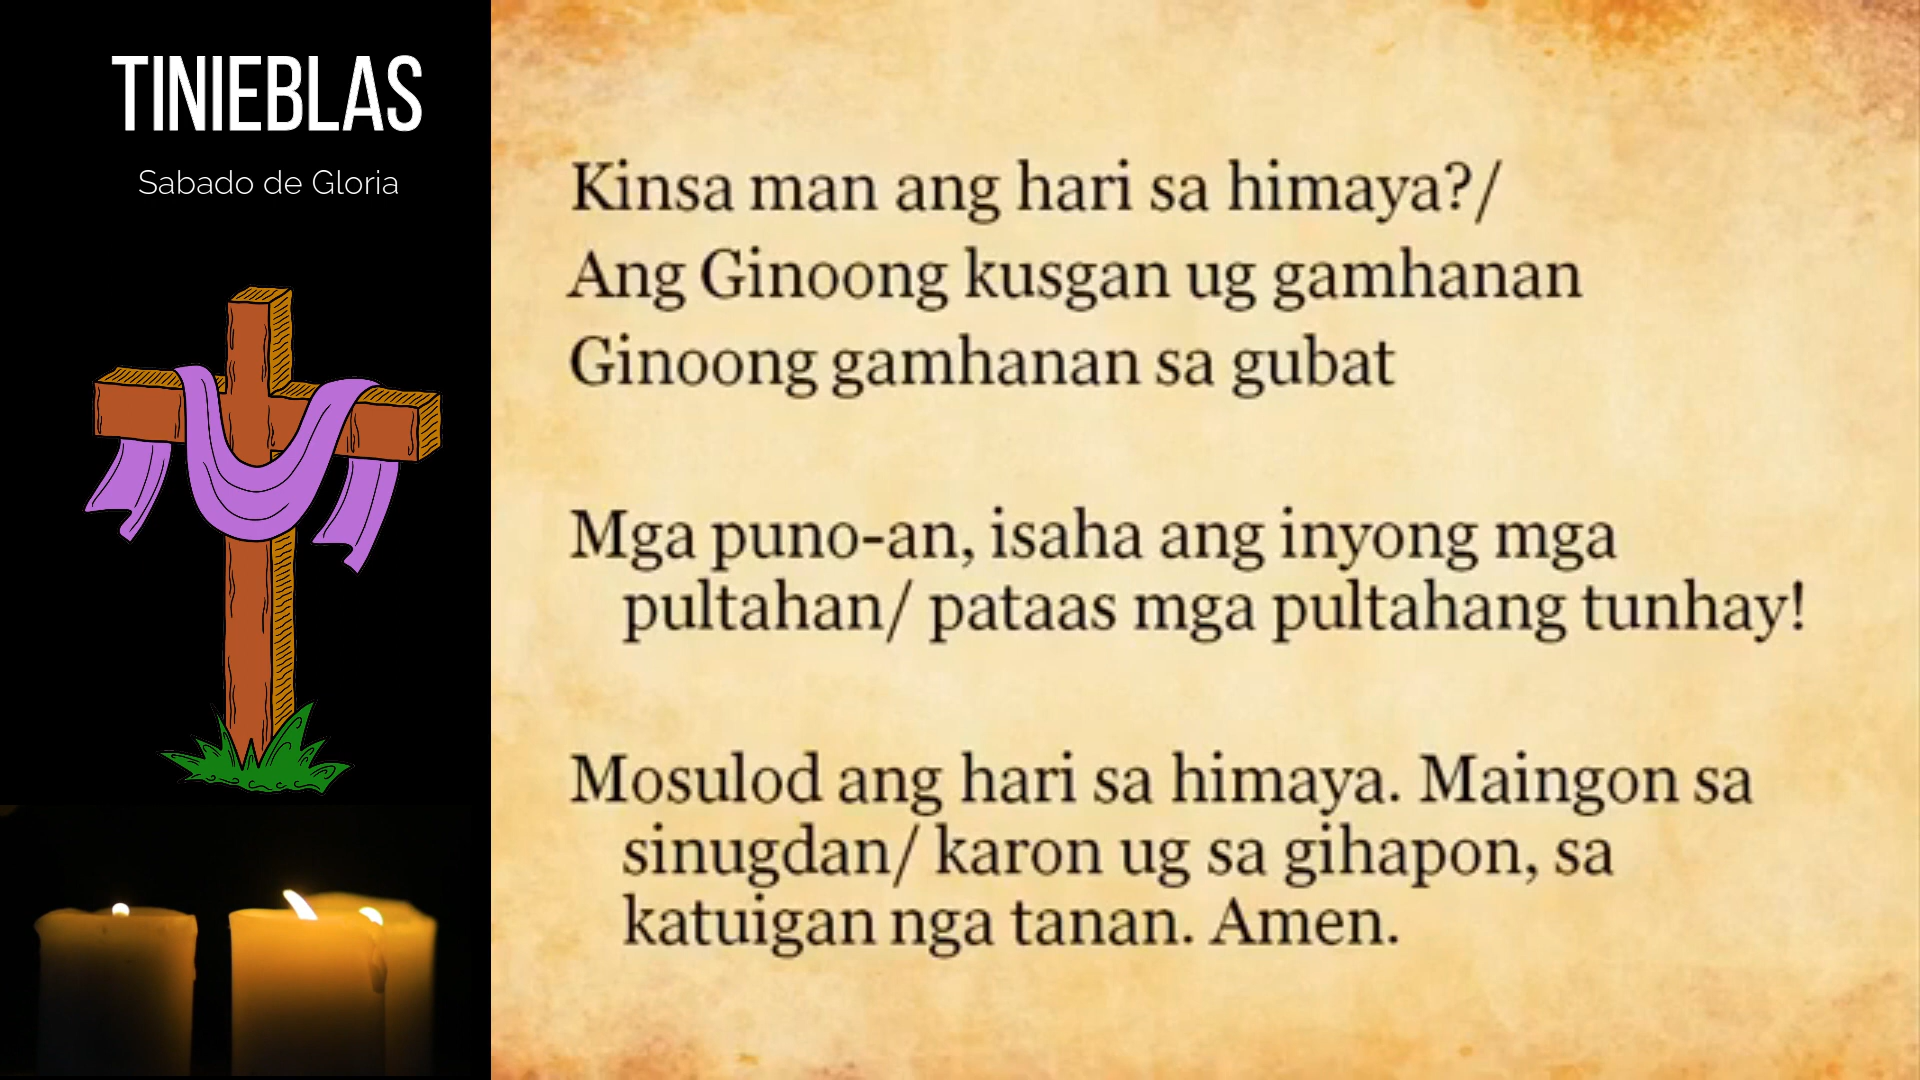 TINIEBLAS
Sabado de Gloria
Kinsa man ang hari sa himaya?/
Ang Ginoong kusgan ug gamhanan
Ginoong gamhanan sa gubat
Mga puno-an, isaha ang inyong mga
pultahan/ pataas mga pultahang tunhay!
Mosulod ang hari sa himaya. Maingon sa
sinugdan/ karon ug sa gihapon, sa
katuigan nga tanan. Amen.